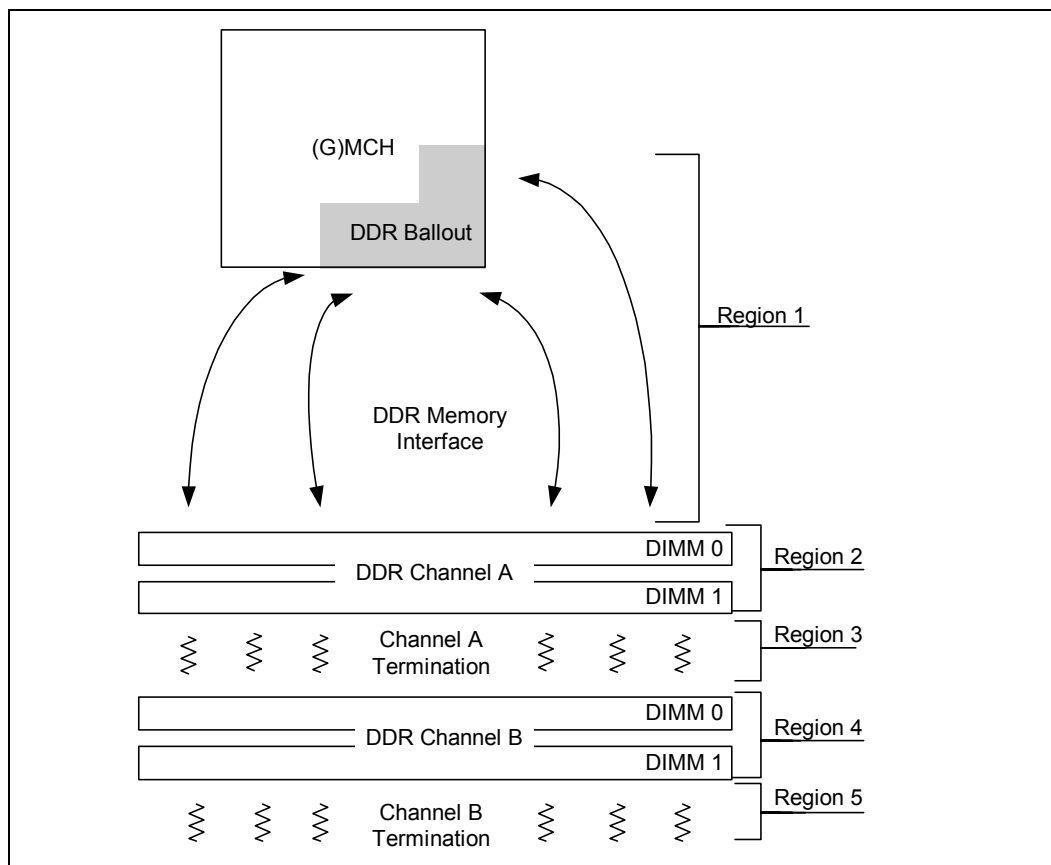 (G)MCH
DDR Ballout
Region 1
DDR Memory
Interface
DIMM 0
DDR Channel A
Region 2
DIMM 1
Channel A
Termination
Region 3
DIMM 0
DDR Channel B
Region 4
DIMM 1
Channel B
Termination
Region 5